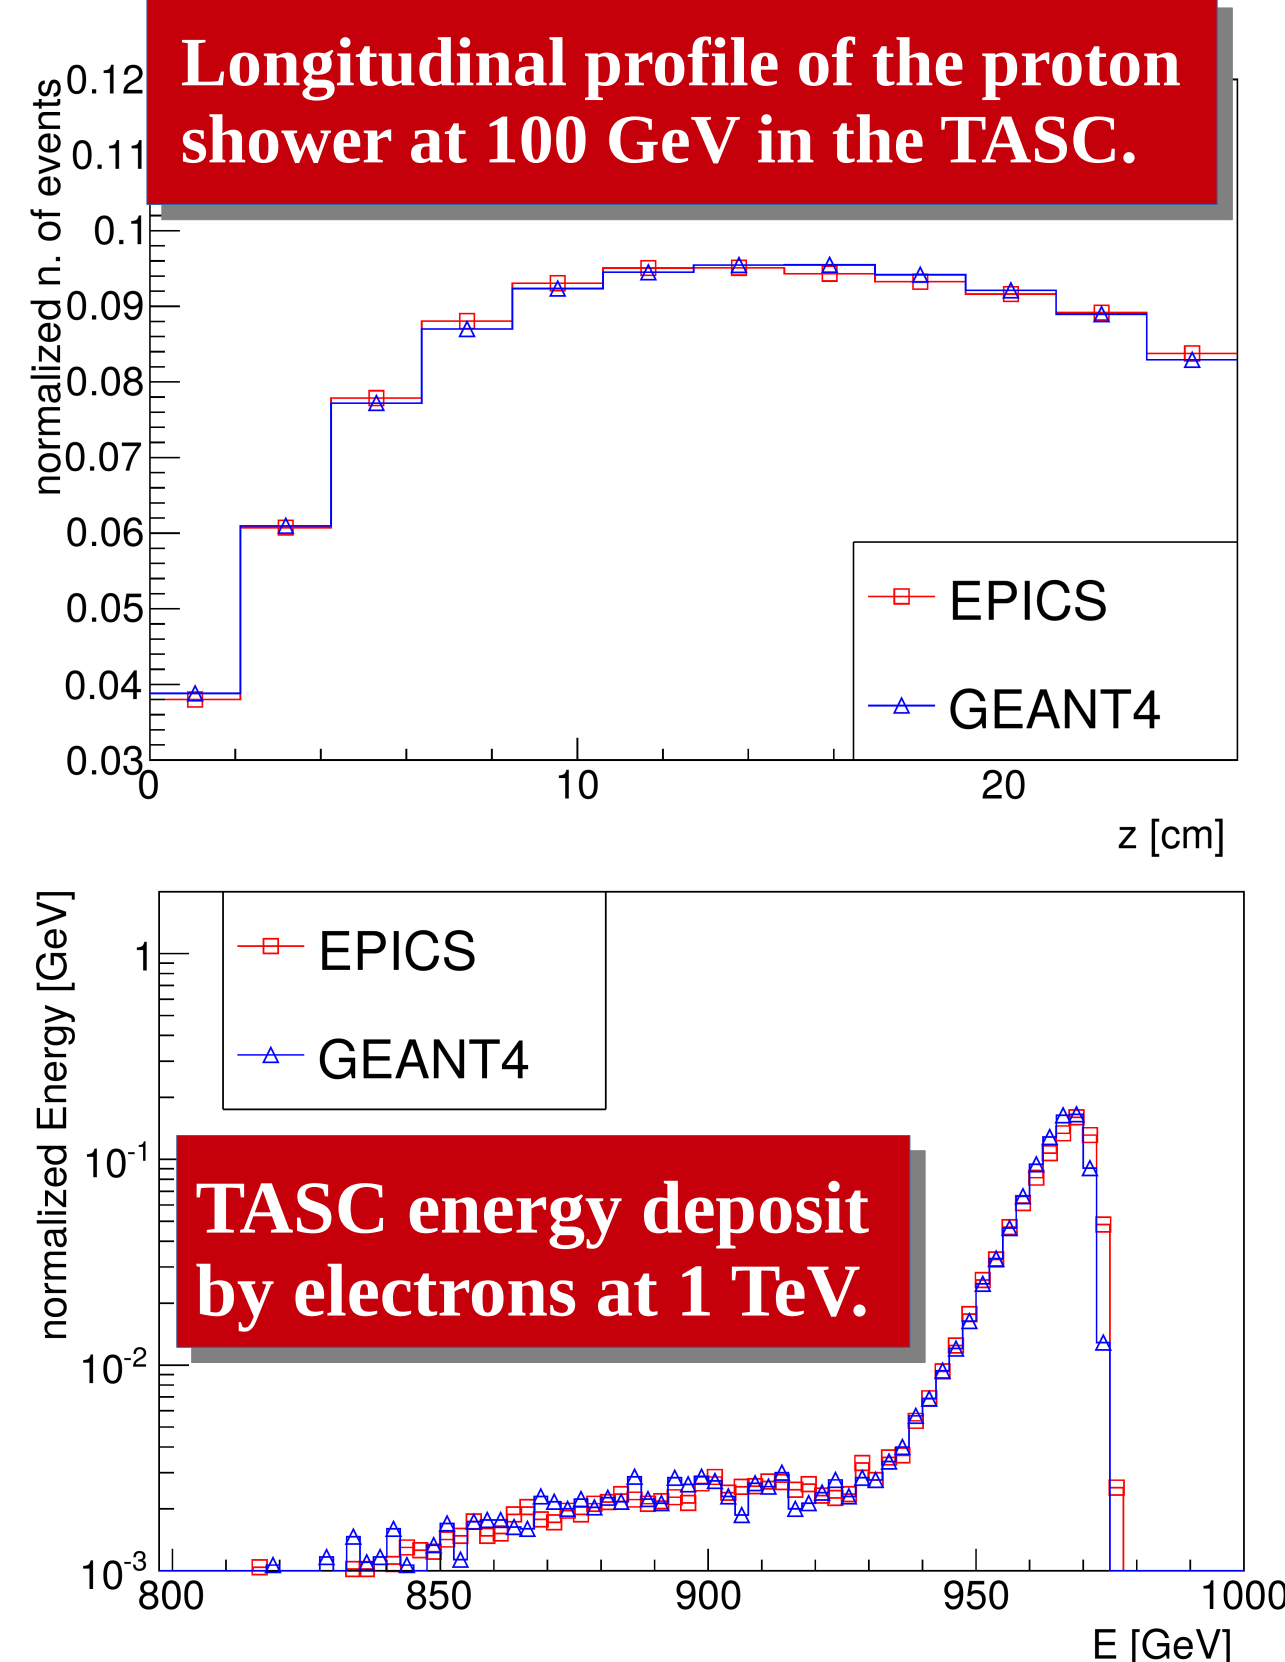 Longitudinal profile of the proton
shower at 100 GeV in the TASC.
normalized n. of events
0.12
0.11
0.1
0.09
0.08
0.07
0.06
0.05
0.04
0.03
EPICS
GEANT4
0 10 20
z [cm]
normalized Energy [GeV]
1
10-1
10-2
10-3
EPICS
GEANT4
TASC energy deposit
by electrons at 1 TeV.
800 850 900 950 1000
E [GeV]